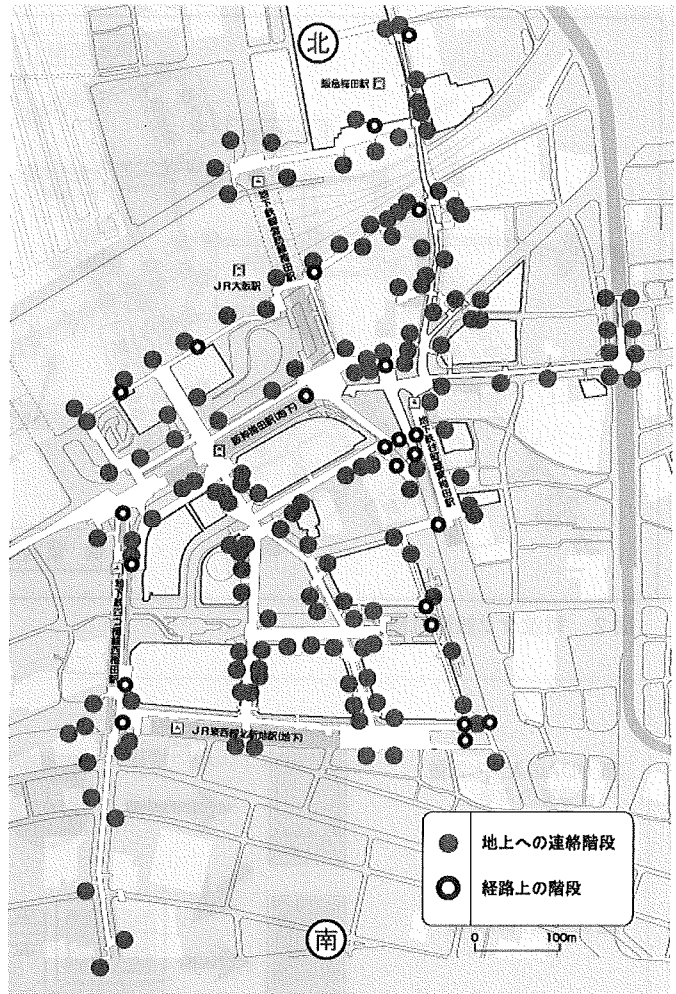 北
阪急梅田駅
地下鉄御堂筋線梅田駅
JR大阪駅
阪神梅田駅(地下)
地下鉄谷町線東梅田駅
地下鉄四つ橋線西梅田駅
JR東西線北新地駅(地下)
地上への連絡階段
経路上の階段
南
0 100m